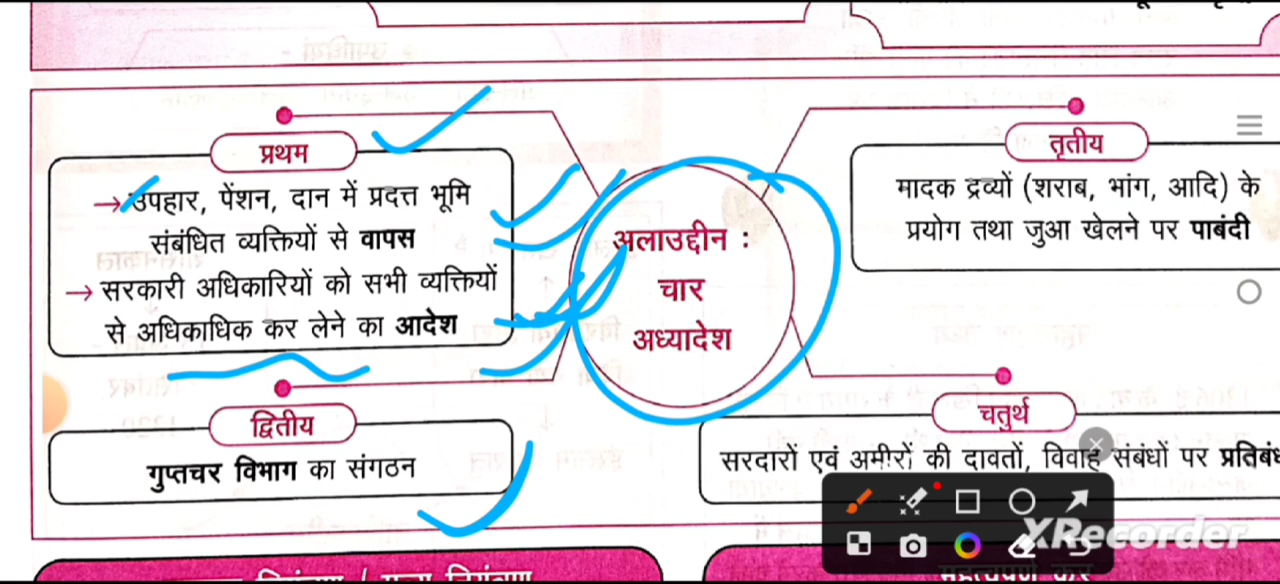 प्रथम
→ उपहार, पेंशन, दान में प्रदत्त भूमि
संबंधित व्यक्तियों से वापस
→ सरकारी अधिकारियों को सभी व्यक्तियों
से अधिकाधिक कर लेने का आदेश
द्वितीय
गुप्तचर विभाग का संगठन
अलाउद्दीन :
चार
अध्यादेश
तृतीय
मादक द्रव्यों (शराब, भांग, आदि) के
प्रयोग तथा जुआ खेलने पर पाबंदी
चतुर्थ
सरदारों एवं अमीरों की दावतों, विवाह संबंधों पर
XRecorder